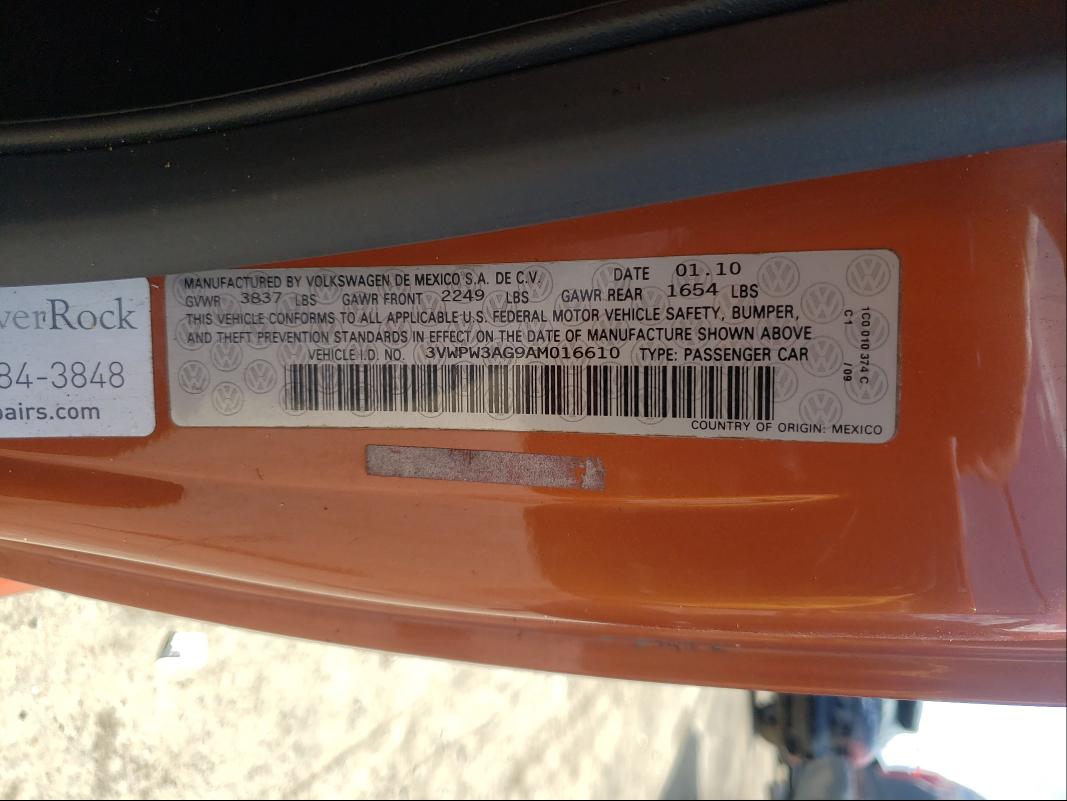 verRock
84-3848
airs.com
MANUFACTURED BY VOLKSWAGEN DE MEXICO S.A. DE C.V. DATE 01.10
GVWR 3837 LBS GAWR FRONT 2249 LBS GAWR REAR 1654 LBS
THIS VEHICLE CONFORMS TO ALL APPLICABLE U.S. FEDERAL MOTOR VEHICLE SAFETY, BUMPER,
AND THEFT PREVENTION STANDARDS IN EFFECT ON THE DATE OF MANUFACTURE SHOWN ABOVE
VEHICLE I.D. NO. 3VWPW3AG9AM016610 TYPE: PASSENGER CAR
COUNTRY OF ORIGIN: MEXICO
1C0 010 374 C
C1 /09